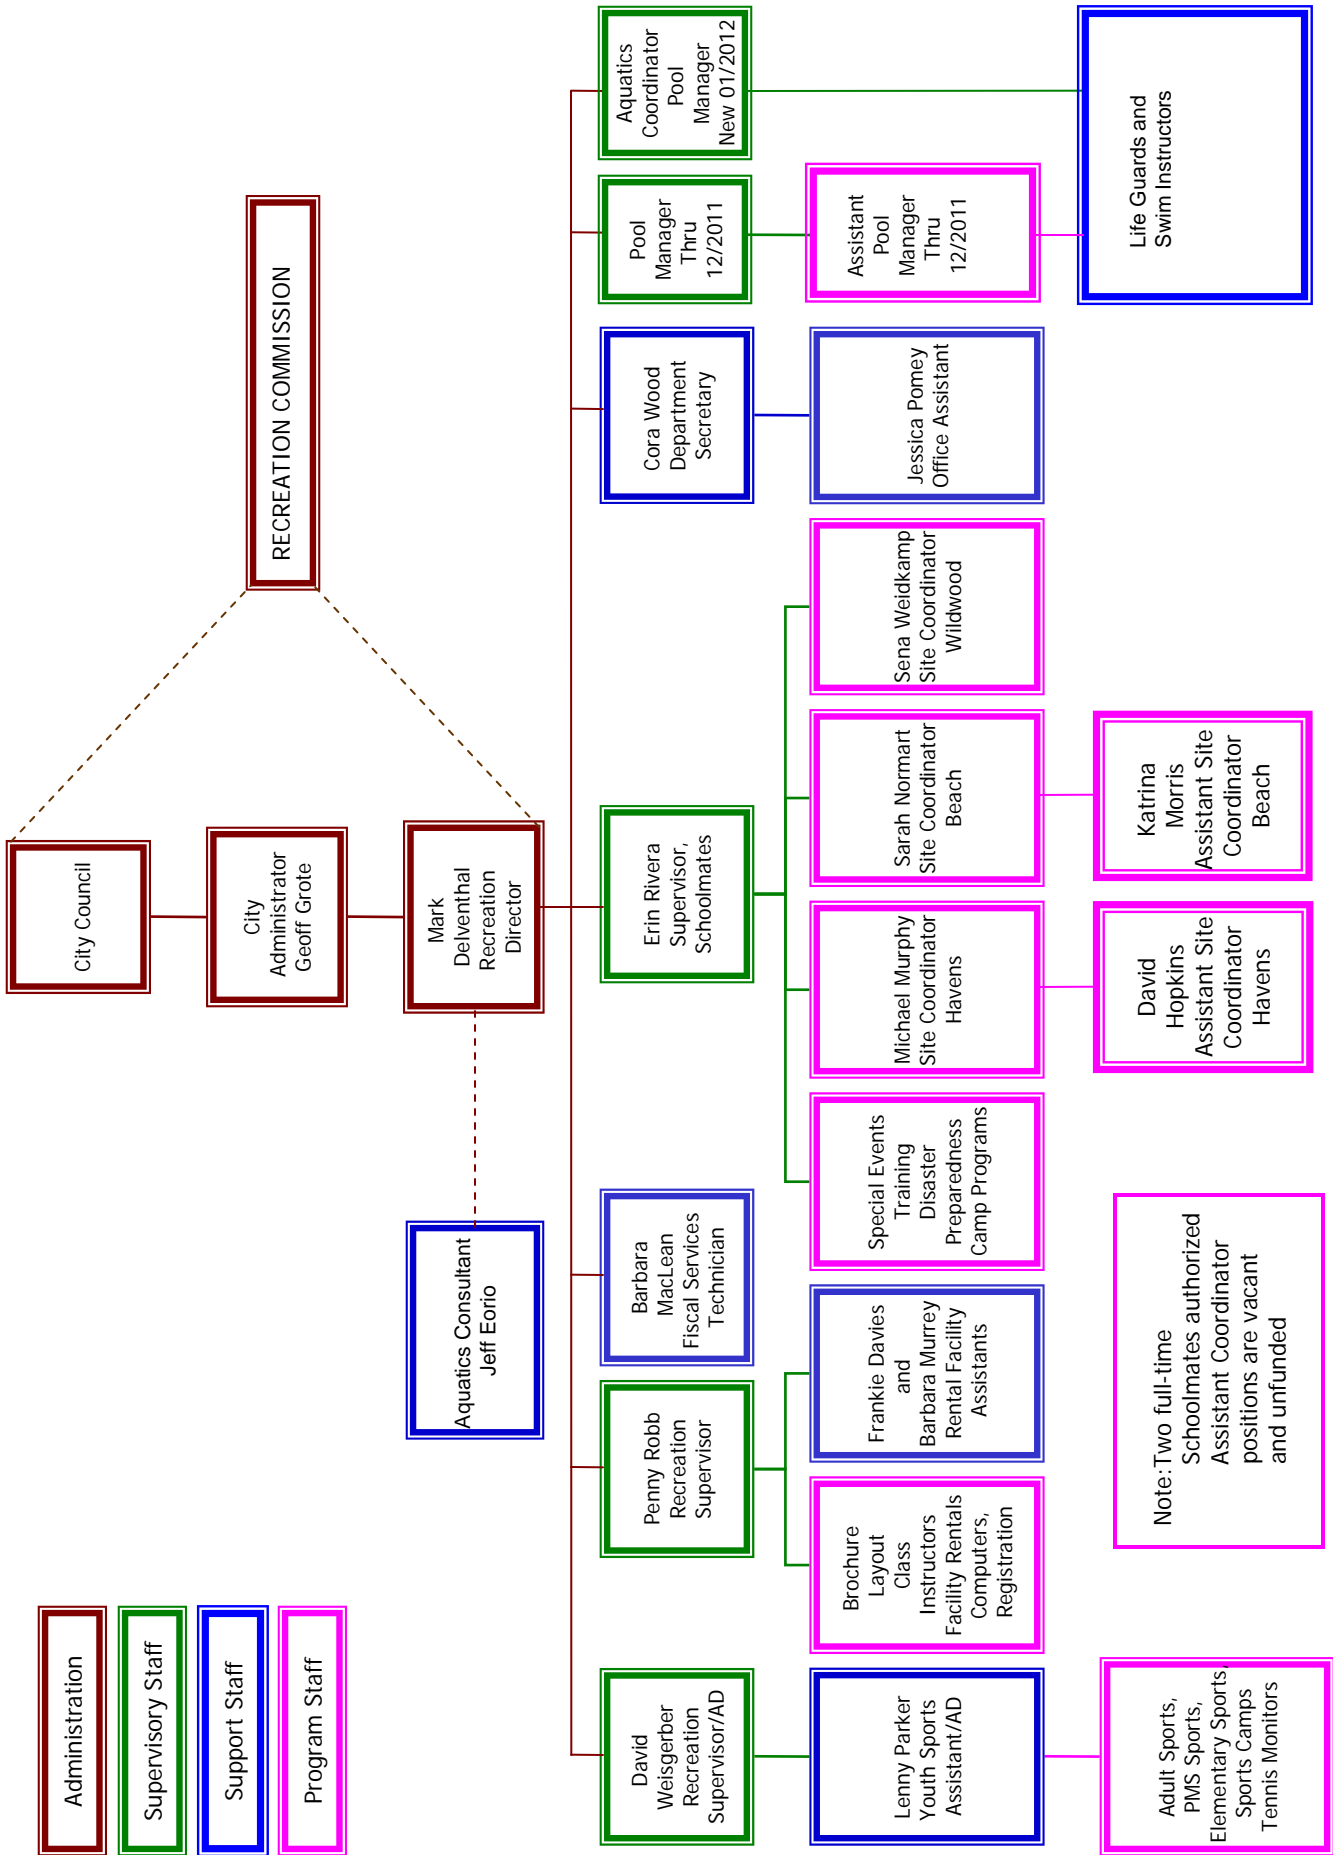 Administration
Supervisory Staff
Support Staff
Program Staff
City Council
City
Administrator
Geoff Grote
RECREATION COMMISSION
Mark
Delventhal
Recreation
Director
Aquatics Consultant
Jeff Eorio
David
Weisgerber
Recreation
Supervisor/AD
Penny Robb
Recreation
Supervisor
Barbara
MacLean
Fiscal Services
Technician
Erin Rivera
Supervisor,
Schoolmates
Cora Wood
Department
Secretary
Pool
Manager
Thru
12/2011
Aquatics
Coordinator
Pool
Manager
New 01/2012
Lenny Parker
Youth Sports
Assistant/AD
Brochure
Layout
Class
Instructors
Facility Rentals
Computers,
Registration
Frankie Davies
and
Barbara Murrey
Rental Facility
Assistants
Special Events
Training
Disaster
Preparedness
Camp Programs
Michael Murphy
Site Coordinator
Havens
Sarah Normart
Site Coordinator
Beach
Sena Weidkamp
Site Coordinator
Wildwood
Jessica Pomey
Office Assistant
Assistant
Pool
Manager
Thru
12/2011
Adult Sports,
PMS Sports,
Elementary Sports,
Sports Camps
Tennis Monitors
Note:Two full-time
Schoolmates authorized
Assistant Coordinator
positions are vacant
and unfunded
David
Hopkins
Assistant Site
Coordinator
Havens
Katrina
Morris
Assistant Site
Coordinator
Beach
Life Guards and
Swim Instructors